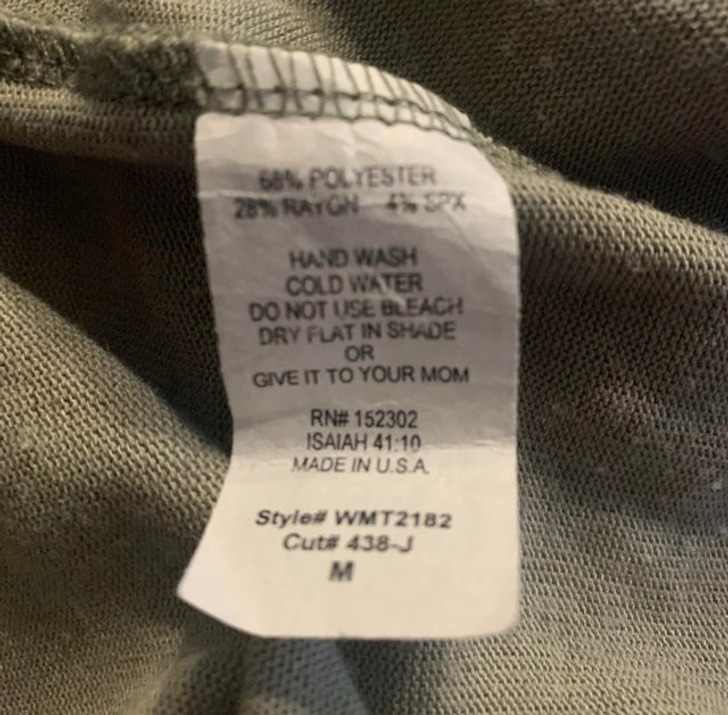 68% POLYESTER
28% RAYON 4% SPX
HAND WASH
COLD WATER
DO NOT USE BLEACH
DRY FLAT IN SHADE
OR
GIVE IT TO YOUR MOM
RN# 152302
ISAIAH 41:10
MADE IN U.S.A.
Style# WMT2182
Cut# 438-J
M